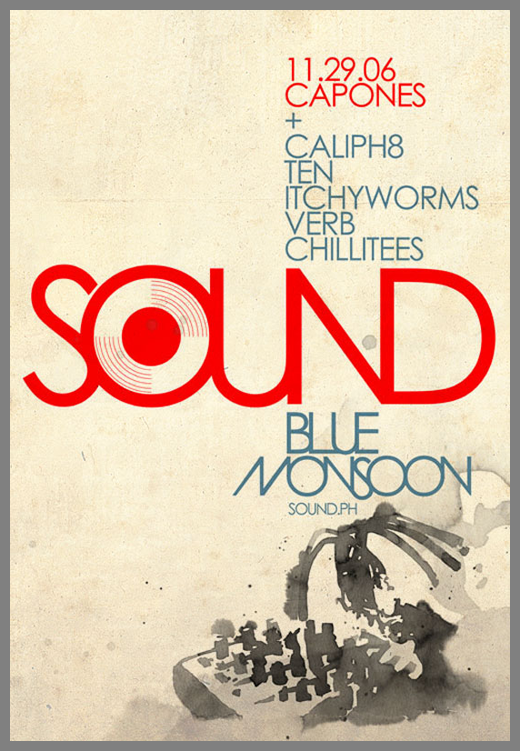 11.29.06
CAPONES
+
CALIPH8
TEN
ITCHYWORMS
VERB
CHILLITEES
SOUND
BLUE
MONSOON
SOUND.PH